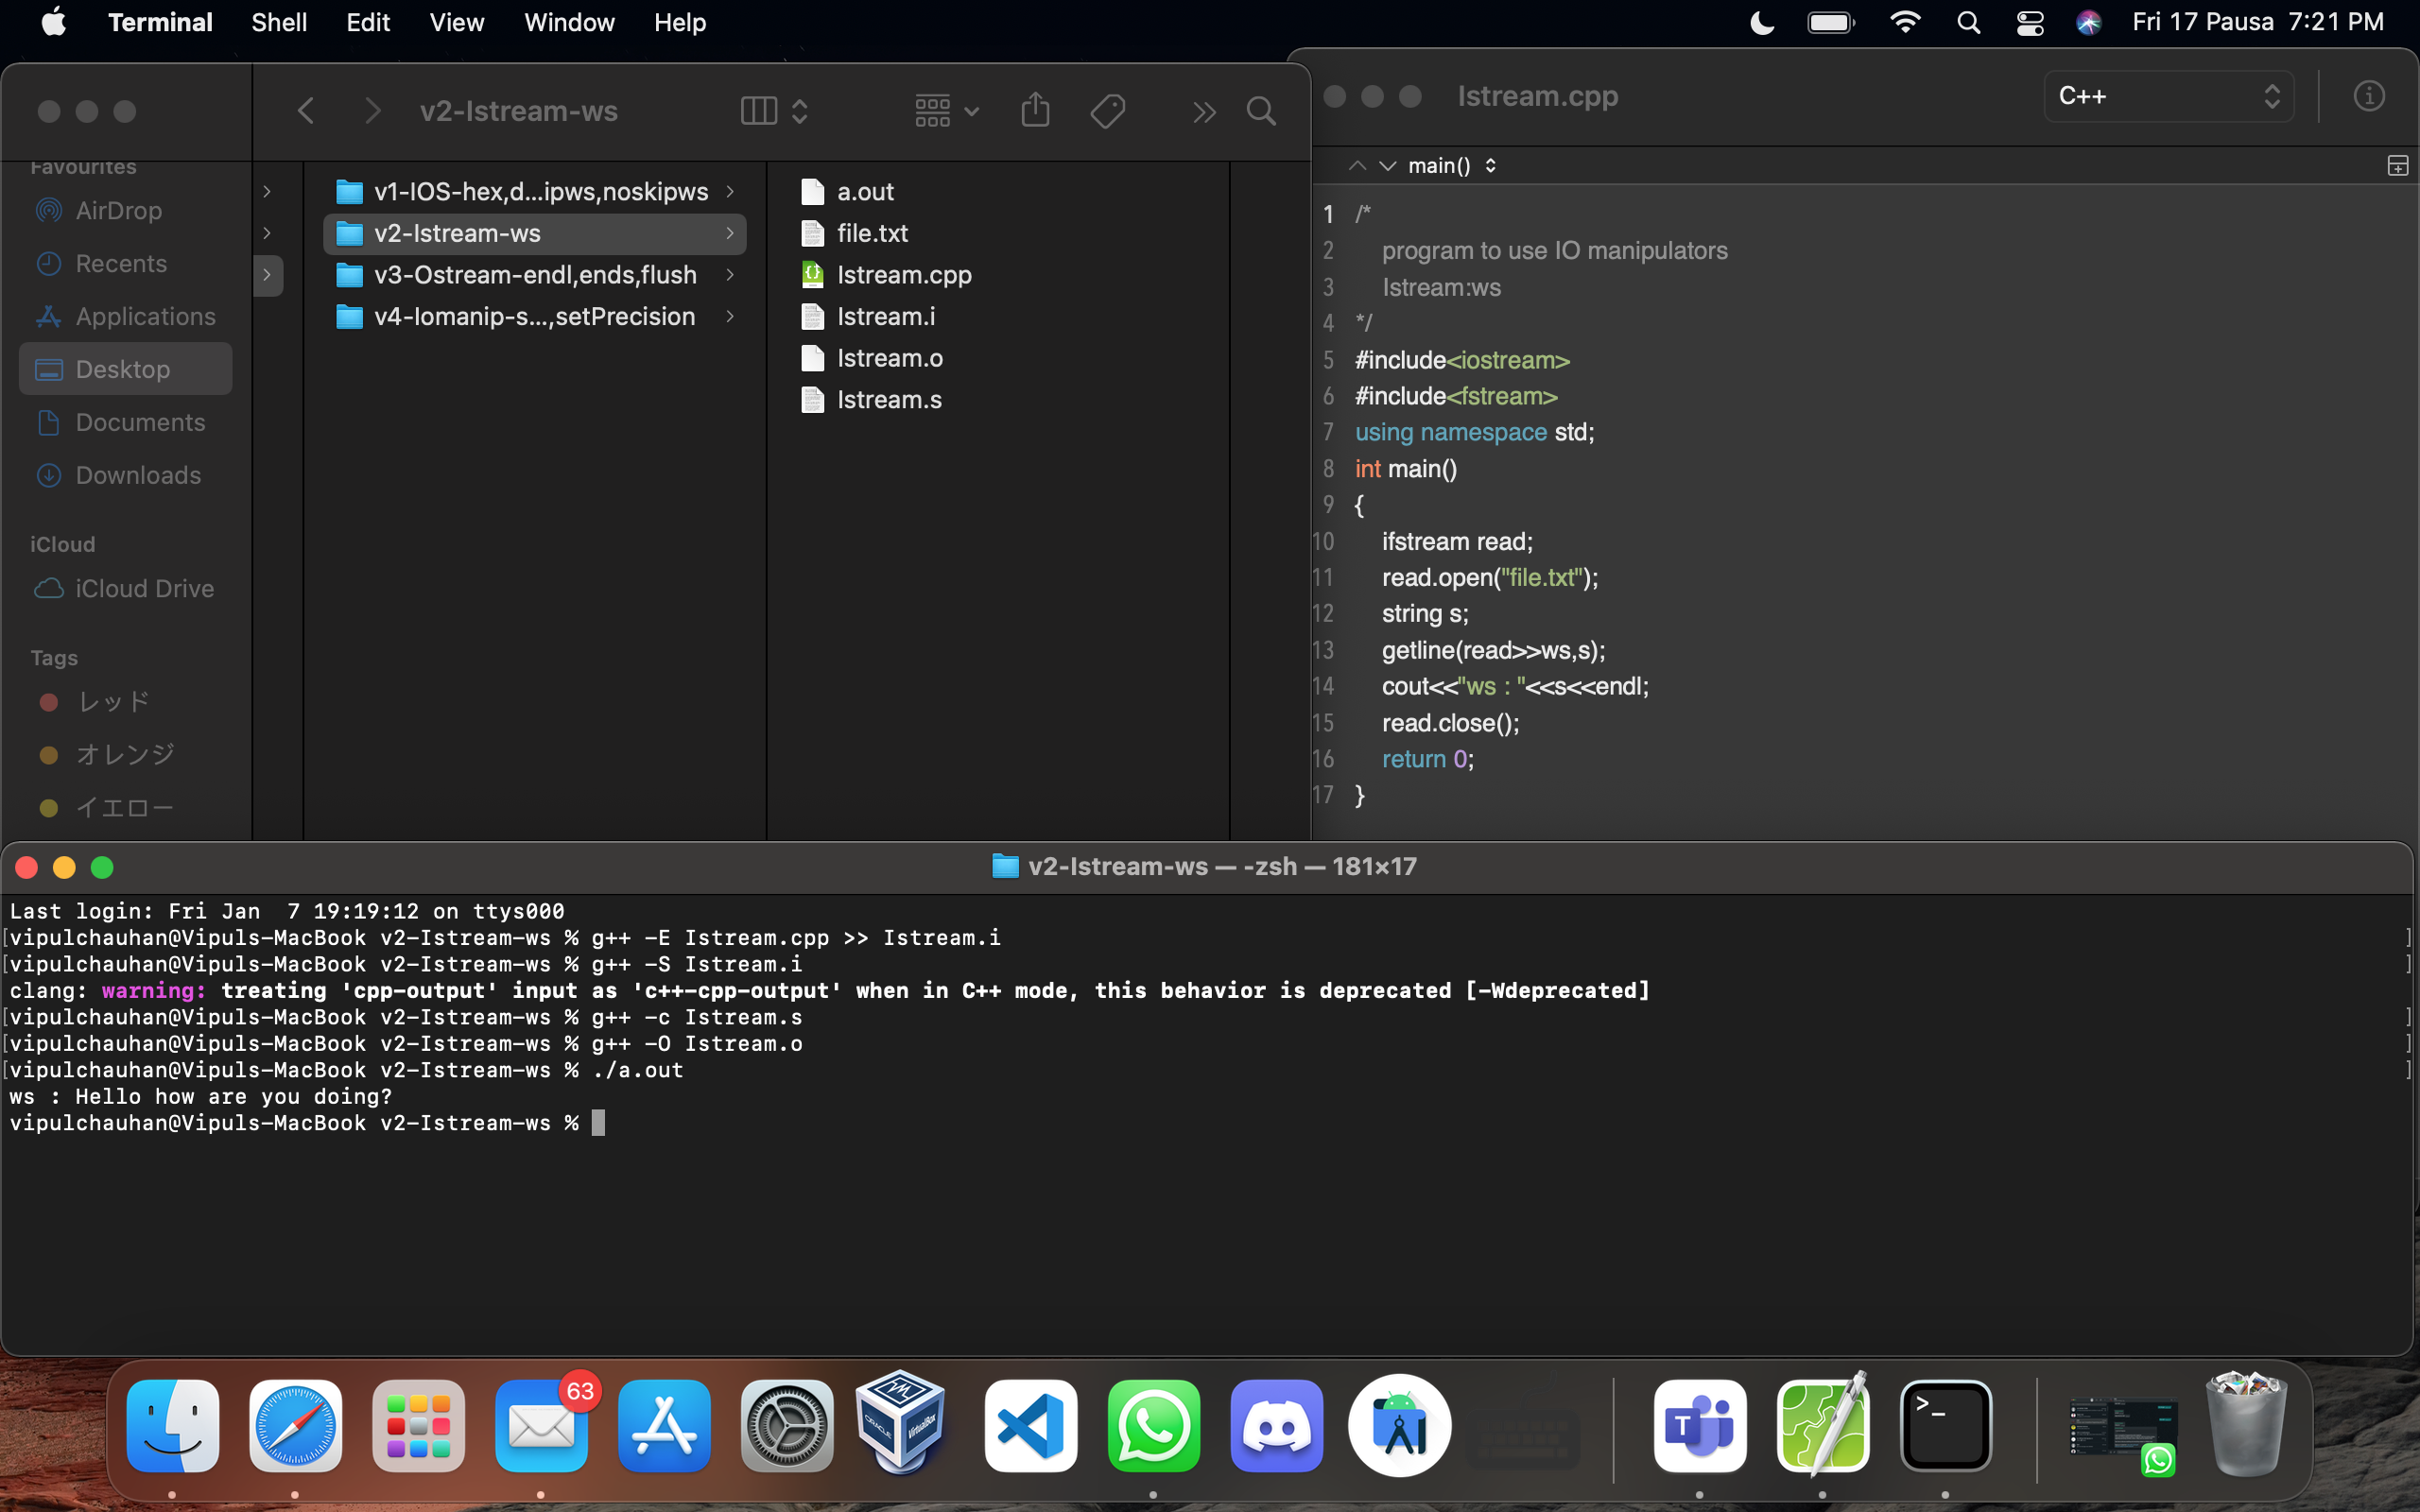 Terminal Shell Edit View Window Help Fri 17 Pausa 7:21 PM
v2-Istream-ws
Favourites
AirDrop
Recents
Applications
Desktop
Documents
Downloads
iCloud
iCloud Drive
Tags
レッド
オレンジ
イエロー
v1-IOS-hex,d...ipws,noskipws
v2-Istream-ws
v3-Ostream-endl,ends,flush
v4-Iomanip-s...,setPrecision
a.out
file.txt
Istream.cpp
Istream.i
Istream.o
Istream.s
Istream.cpp C++
main()
1 /*
2 program to use IO manipulators
3 Istream:ws
4 */
5 #include<iostream>
6 #include<fstream>
7 using namespace std;
8 int main()
9 {
10 ifstream read;
11 read.open("file.txt");
12 string s;
13 getline(read>>ws,s);
14 cout<<"ws : "<<s<<endl;
15 read.close();
16 return 0;
17 }
v2-Istream-ws — -zsh — 181×17
Last login: Fri Jan  7 19:19:12 on ttys000
[vipulchauhan@Vipuls-MacBook v2-Istream-ws % g++ -E Istream.cpp >> Istream.i ]
[vipulchauhan@Vipuls-MacBook v2-Istream-ws % g++ -S Istream.i ]
clang: warning: treating 'cpp-output' input as 'c++-cpp-output' when in C++ mode, this behavior is deprecated [-Wdeprecated]
[vipulchauhan@Vipuls-MacBook v2-Istream-ws % g++ -c Istream.s ]
[vipulchauhan@Vipuls-MacBook v2-Istream-ws % g++ -O Istream.o ]
[vipulchauhan@Vipuls-MacBook v2-Istream-ws % ./a.out ]
ws : Hello how are you doing?
vipulchauhan@Vipuls-MacBook v2-Istream-ws %
63
ORACLE
VirtualBox
T
>_